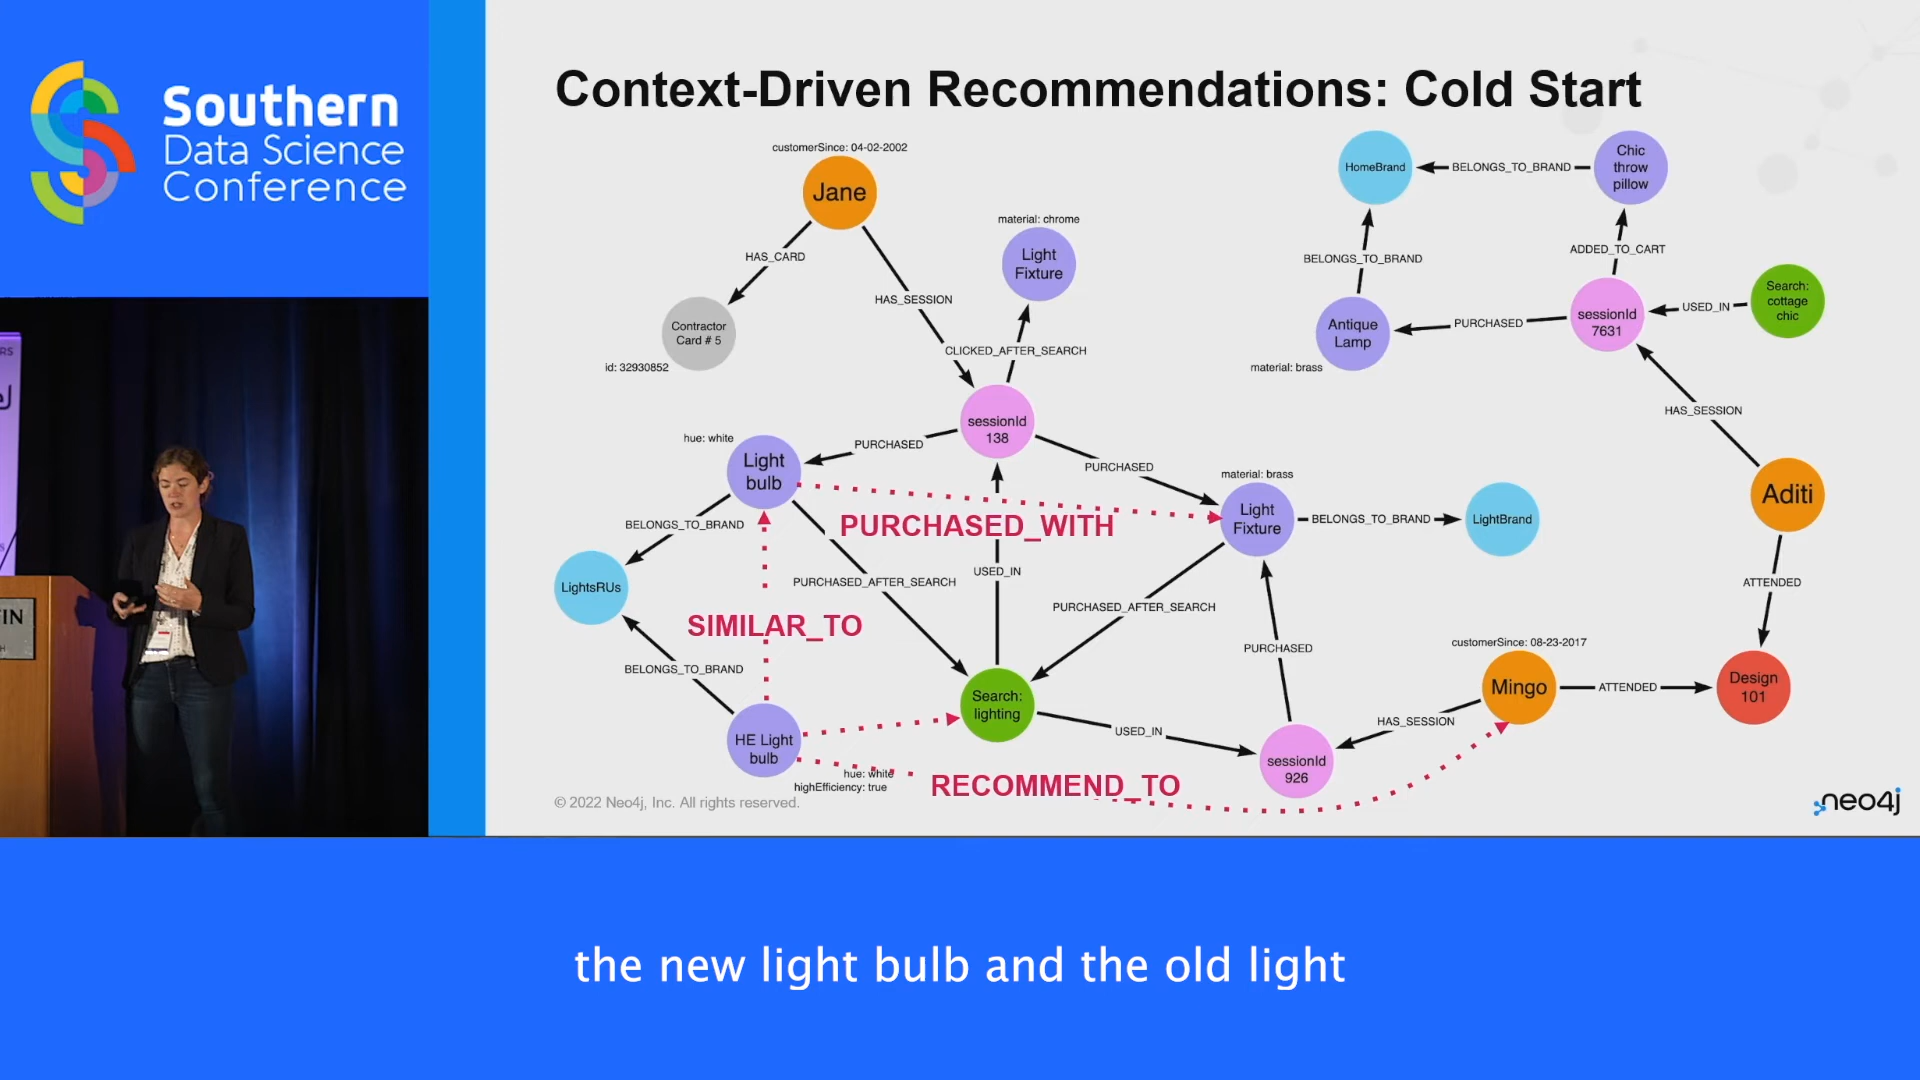 Southern
Data Science
Conference
Context-Driven Recommendations: Cold Start
customerSince: 04-02-2002
Jane
HAS_CARD
HAS_SESSION
Contractor
Card # 5
id: 32930852
material: chrome
Light
Fixture
CLICKED_AFTER_SEARCH
sessionId
138
HomeBrand
BELONGS_TO_BRAND
Chic
throw
pillow
BELONGS_TO_BRAND
ADDED_TO_CART
Antique
Lamp
material: brass
PURCHASED
sessionId
7631
USED_IN
Search:
cottage
chic
HAS_SESSION
Aditi
ATTENDED
hue: white
Light
bulb
PURCHASED
PURCHASED
material: brass
Light
Fixture
BELONGS_TO_BRAND
LightBrand
BELONGS_TO_BRAND
PURCHASED_WITH
LightsRUs
PURCHASED_AFTER_SEARCH
USED_IN
PURCHASED_AFTER_SEARCH
SIMILAR_TO
BELONGS_TO_BRAND
PURCHASED
customerSince: 08-23-2017
Mingo
ATTENDED
Design
101
Search:
lighting
USED_IN
HAS_SESSION
HE Light
bulb
hue: white
highEfficiency: true
RECOMMEND_TO
sessionId
926
© 2022 Neo4j, Inc. All rights reserved.
neo4j
the new light bulb and the old light